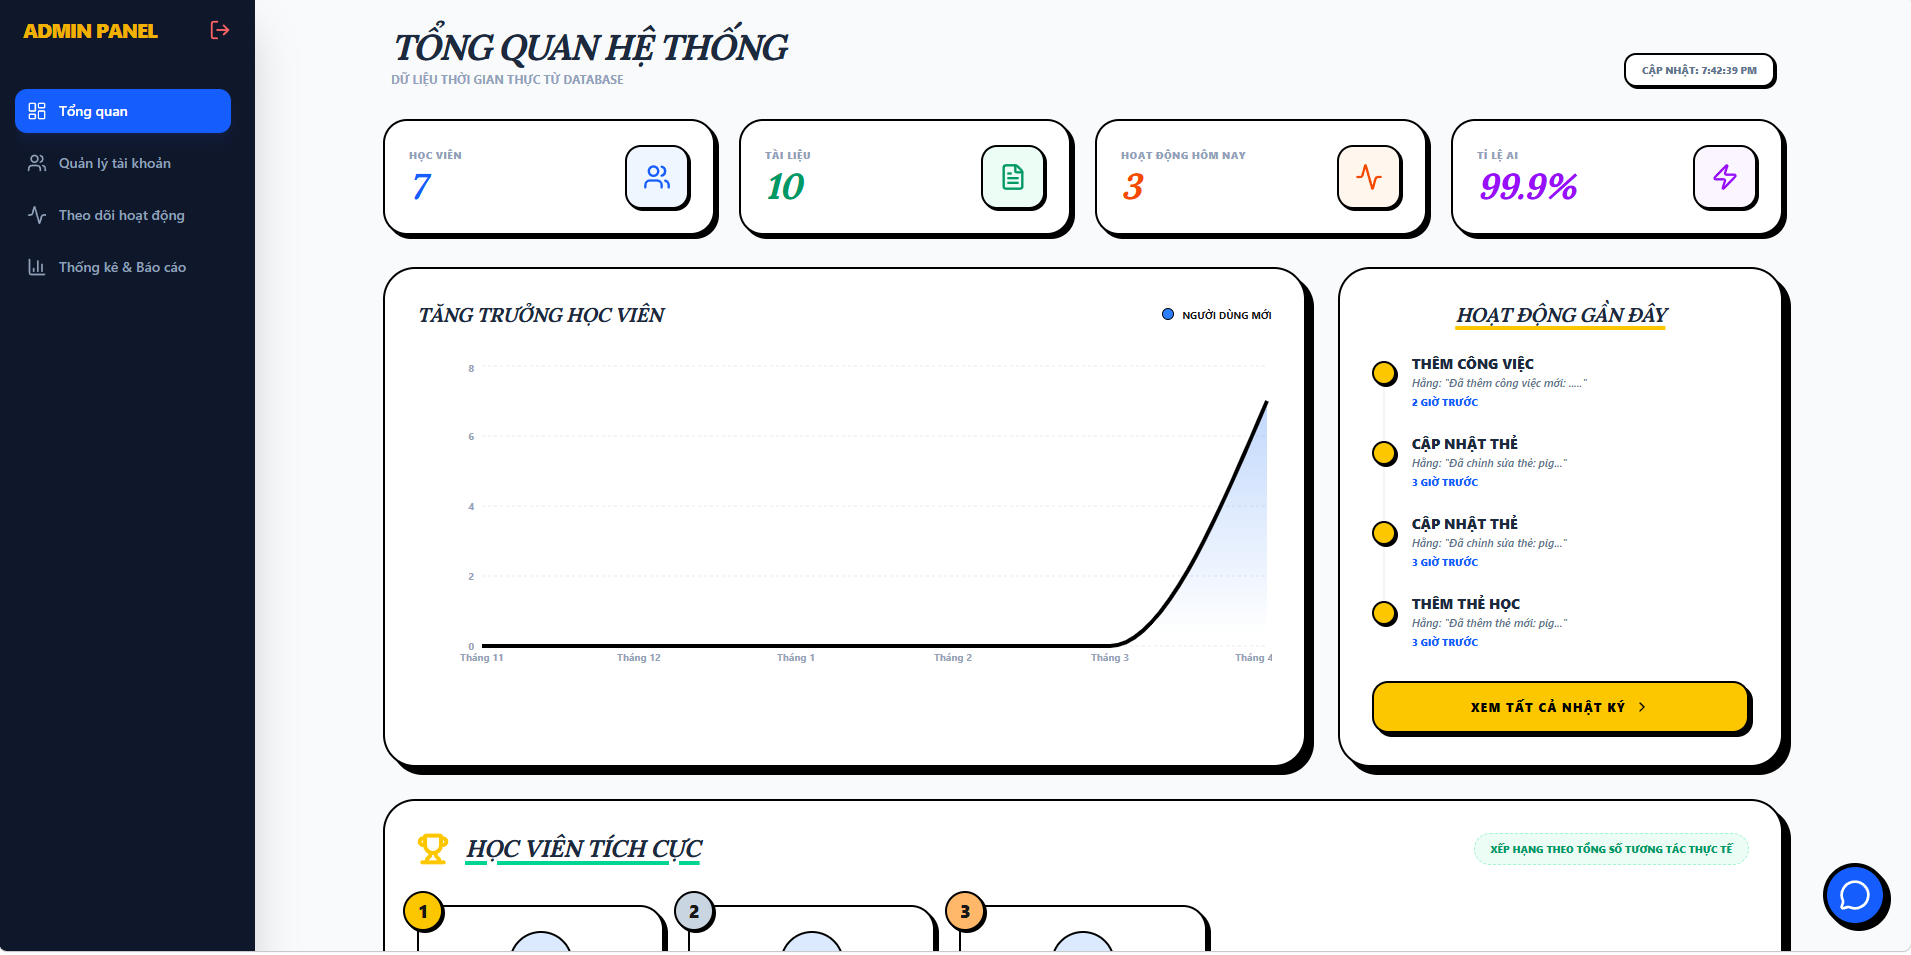 ADMIN PANEL
Tổng quan
Quản lý tài khoản
Theo dõi hoạt động
Thống kê & Báo cáo
TỔNG QUAN HỆ THỐNG
DỮ LIỆU THỜI GIAN THỰC TỪ DATABASE
CẬP NHẬT: 7:42:39 PM
HỌC VIÊN
7
TÀI LIỆU
10
HOẠT ĐỘNG HÔM NAY
3
TỈ LỆ AI
99.9%
TĂNG TRƯỞNG HỌC VIÊN
NGƯỜI DÙNG MỚI
8
6
4
2
0
Tháng 11
Tháng 12
Tháng 1
Tháng 2
Tháng 3
Tháng 4
HOẠT ĐỘNG GẦN ĐÂY
THÊM CÔNG VIỆC
Hằng: "Đã thêm công việc mới: ....."
2 GIỜ TRƯỚC
CẬP NHẬT THẺ
Hằng: "Đã chỉnh sửa thẻ: pig..."
3 GIỜ TRƯỚC
CẬP NHẬT THẺ
Hằng: "Đã chỉnh sửa thẻ: pig..."
3 GIỜ TRƯỚC
THÊM THẺ HỌC
Hằng: "Đã thêm thẻ mới: pig..."
3 GIỜ TRƯỚC
XEM TẤT CẢ NHẬT KÝ
HỌC VIÊN TÍCH CỰC
XẾP HẠNG THEO TỔNG SỐ TƯƠNG TÁC THỰC TẾ
1
2
3